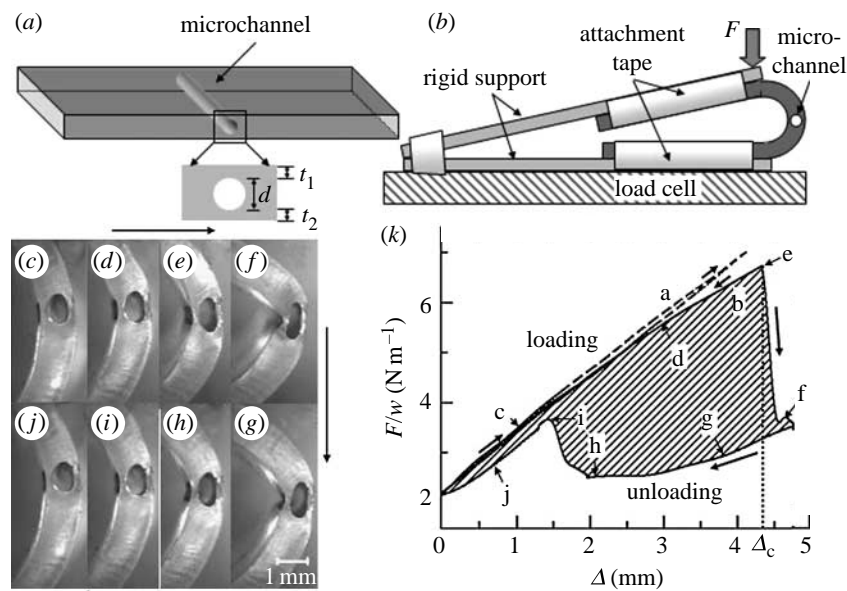 (a)
microchannel
t1
d
t2
(b)
F
attachment
tape
micro-
channel
rigid support
load cell
(c) (d) (e) (f)
(j) (i) (h) (g)
1 mm
(k)
F/w (N m−1)
6
4
2
loading
unloading
a
b
c
d
e
f
g
h
i
j
0 1 2 3 4 Δc 5
Δ (mm)